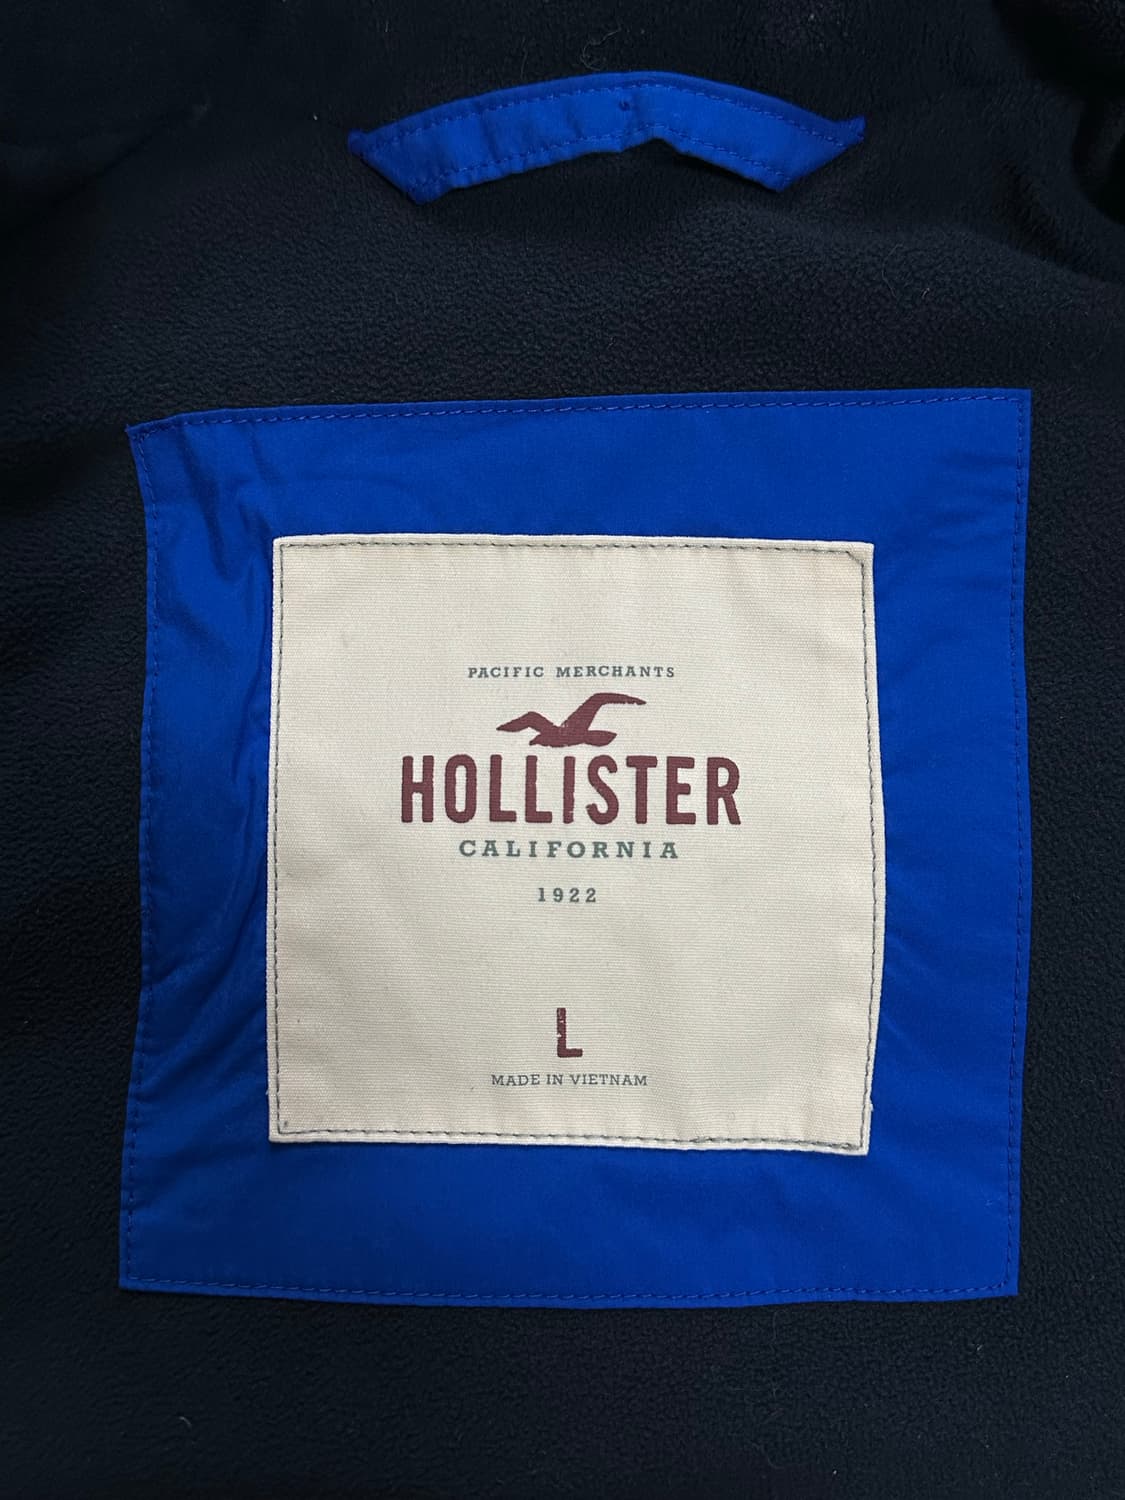 PACIFIC MERCHANTS
HOLLISTER
CALIFORNIA
1922
L
MADE IN VIETNAM